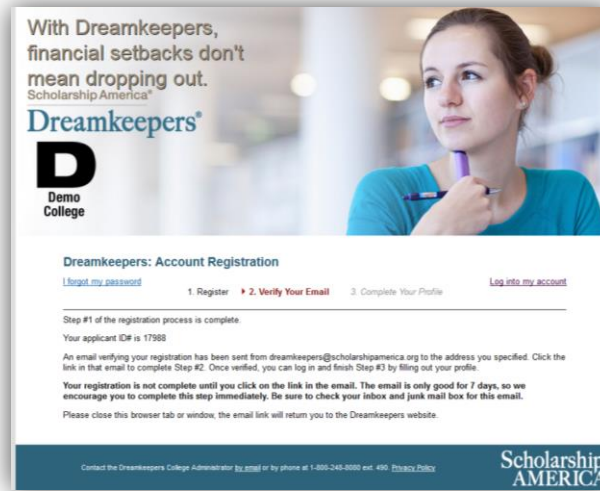 With Dreamkeepers,
financial setbacks don't
mean dropping out.
Scholarship America®
Dreamkeepers®
D
Demo
College
Dreamkeepers: Account Registration
I forgot my password
1. Register
2. Verify Your Email
3. Complete Your Profile
Log into my account
Step #1 of the registration process is complete.
Your applicant ID# is 17988
An email verifying your registration has been sent from dreamkeepers@scholarshipamerica.org to the address you specified. Click the
link in that email to complete Step #2. Once verified, you can log in and finish Step #3 by filling out your profile.
Your registration is not complete until you click on the link in the email. The email is only good for 7 days, so we
encourage you to complete this step immediately. Be sure to check your inbox and junk mail box for this email.
Please close this browser tab or window, the email link will return you to the Dreamkeepers website.
Contact the Dreamkeepers College Administrator by email or by phone at 1-800-248-8080 ext. 490. Privacy Policy
Scholarship
AMERICA